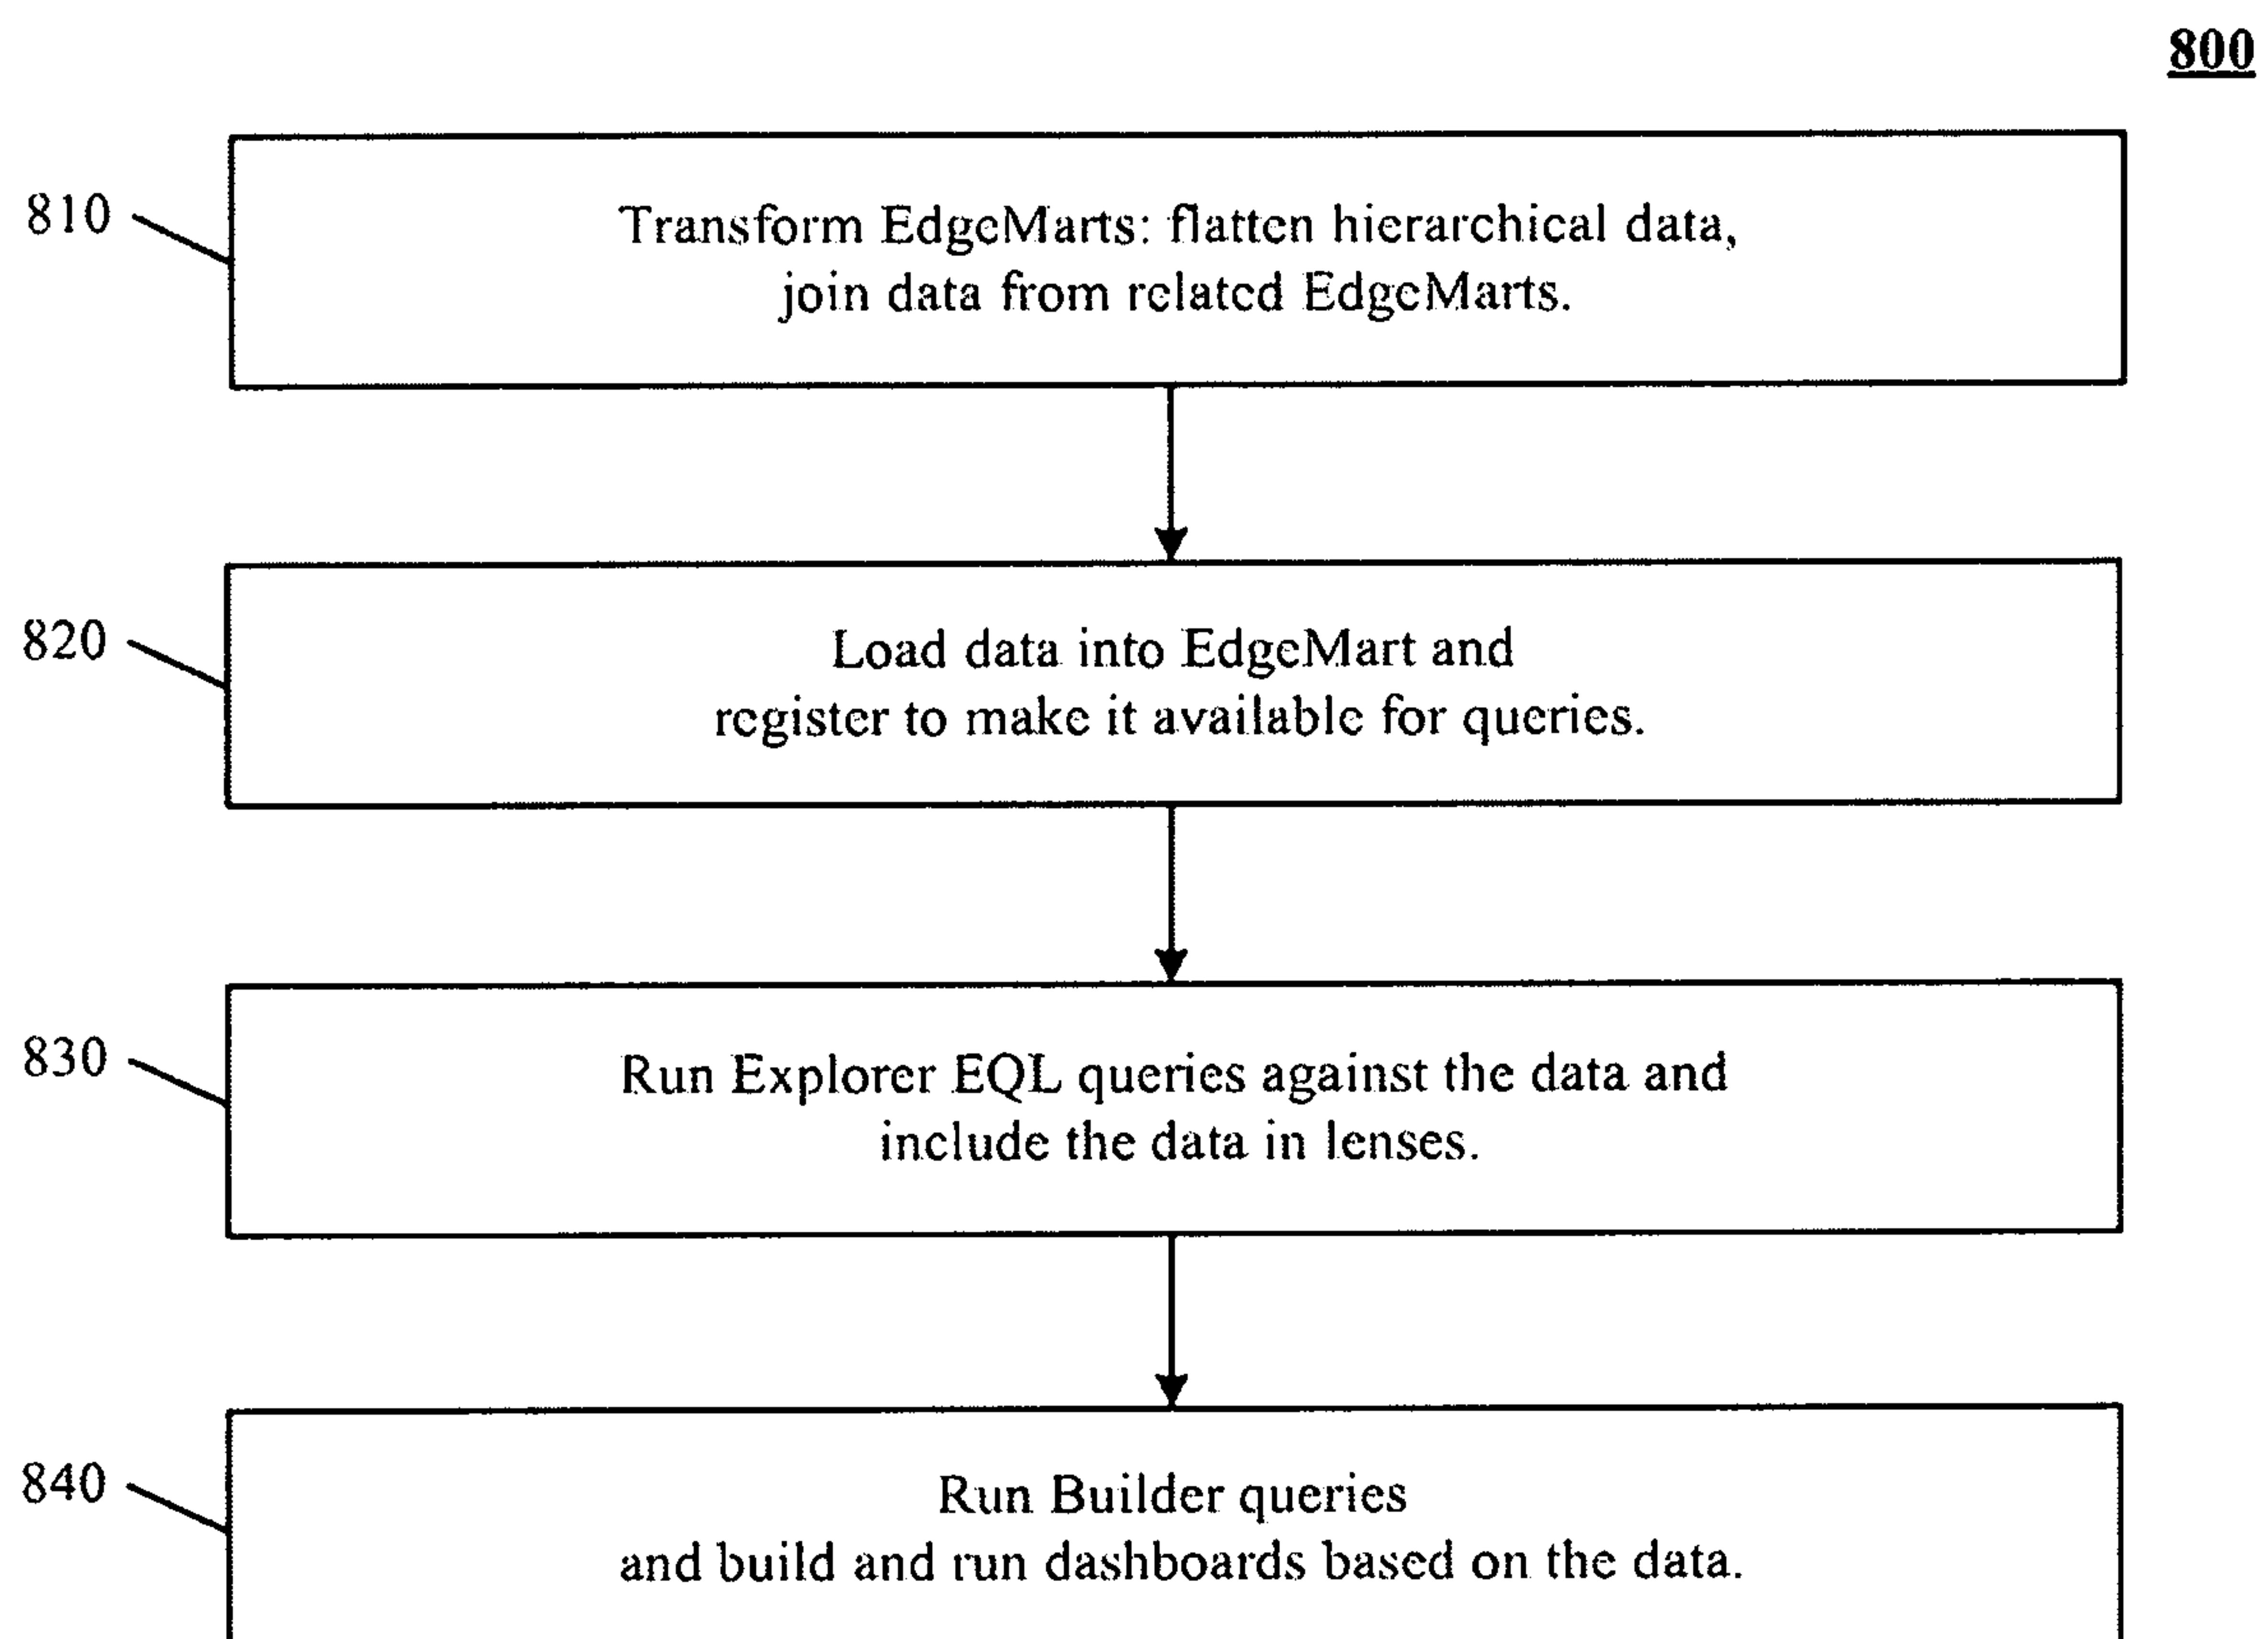 800
810
Transform EdgeMarts: flatten hierarchical data,
join data from related EdgeMarts.
820
Load data into EdgeMart and
register to make it available for queries.
830
Run Explorer EQL queries against the data and
include the data in lenses.
840
Run Builder queries
and build and run dashboards based on the data.